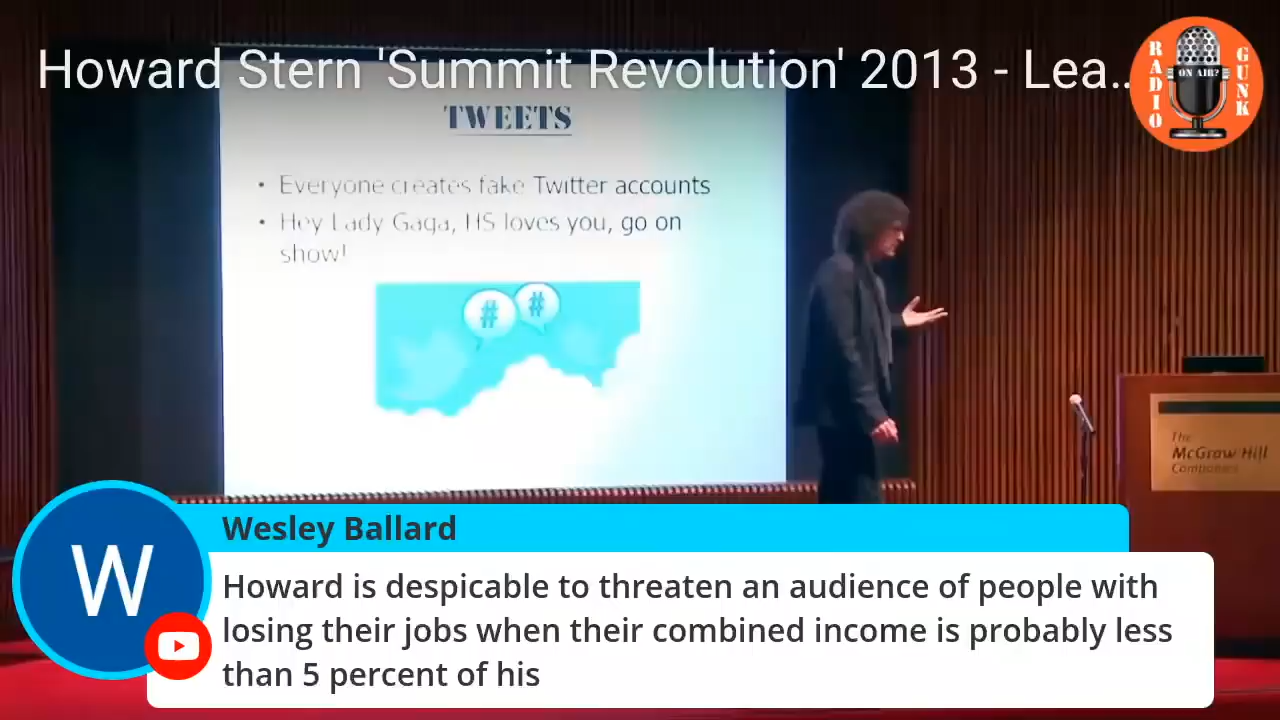 Howard Stern 'Summit Revolution' 2013 - Lea..
RADIO
ON AIR?
GUNK
TWEETS
• Everyone creates fake Twitter accounts
• Hey Lady Gaga, HS loves you, go on
show!
# #
The
McGraw Hill
Companies
Wesley Ballard
W
Howard is despicable to threaten an audience of people with
losing their jobs when their combined income is probably less
than 5 percent of his